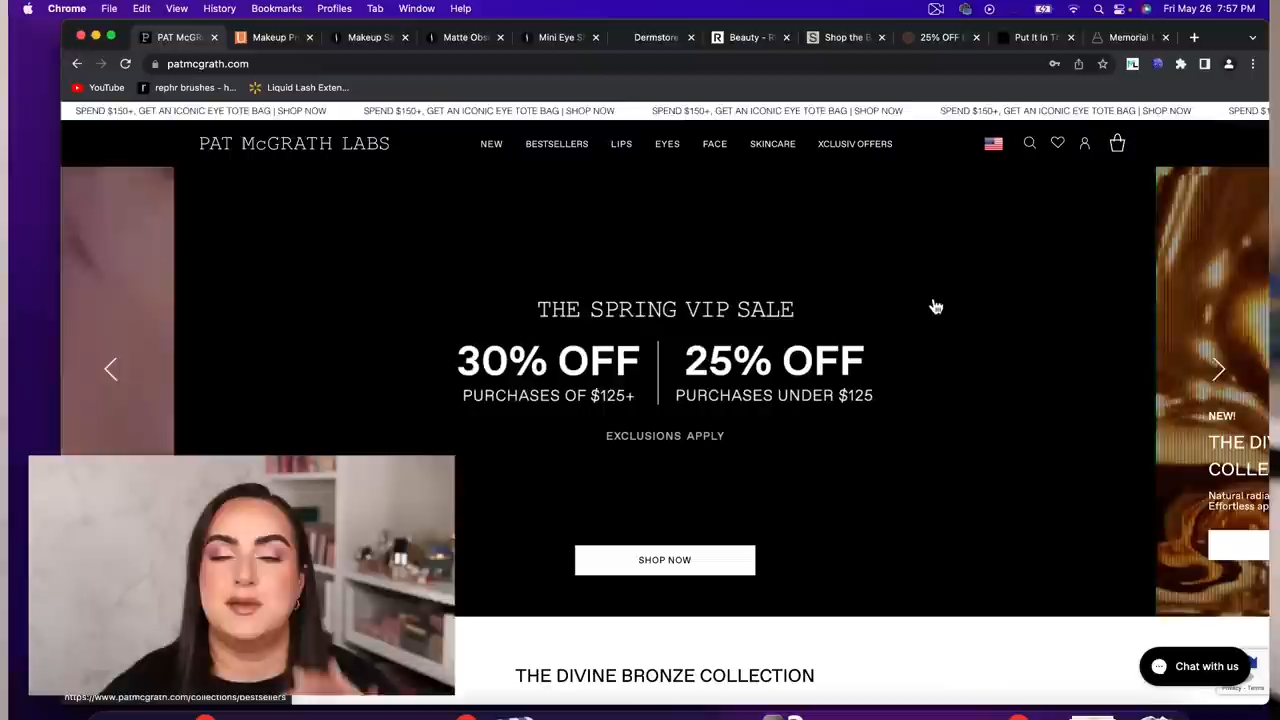 Chrome File Edit View History Bookmarks Profiles Tab Window Help Fri May 26 7:57 PM
PAT McGR Makeup Pr Makeup Sa Matte Obs Mini Eye S Dermstore Beauty - R Shop the B 25% OFF Put It In T Memorial L
patmcgrath.com
YouTube rephr brushes - h... Liquid Lash Exten...
SPEND $150+, GET AN ICONIC EYE TOTE BAG | SHOP NOW SPEND $150+, GET AN ICONIC EYE TOTE BAG | SHOP NOW SPEND $150+, GET AN ICONIC EYE TOTE BAG | SHOP NOW SPEND $150+, GET AN ICONIC EYE TOTE BAG | SHOP NOW SPEND $1
PAT McGRATH LABS NEW BESTSELLERS LIPS EYES FACE SKINCARE XCLUSIV OFFERS
THE SPRING VIP SALE
30% OFF 25% OFF
PURCHASES OF $125+ PURCHASES UNDER $125
EXCLUSIONS APPLY
NEW!
THE DI
COLLE
Natural radia
Effortless ap
SHOP NOW
THE DIVINE BRONZE COLLECTION
Chat with us
Privacy - Terms
https://www.patmcgrath.com/collections/bestsellers